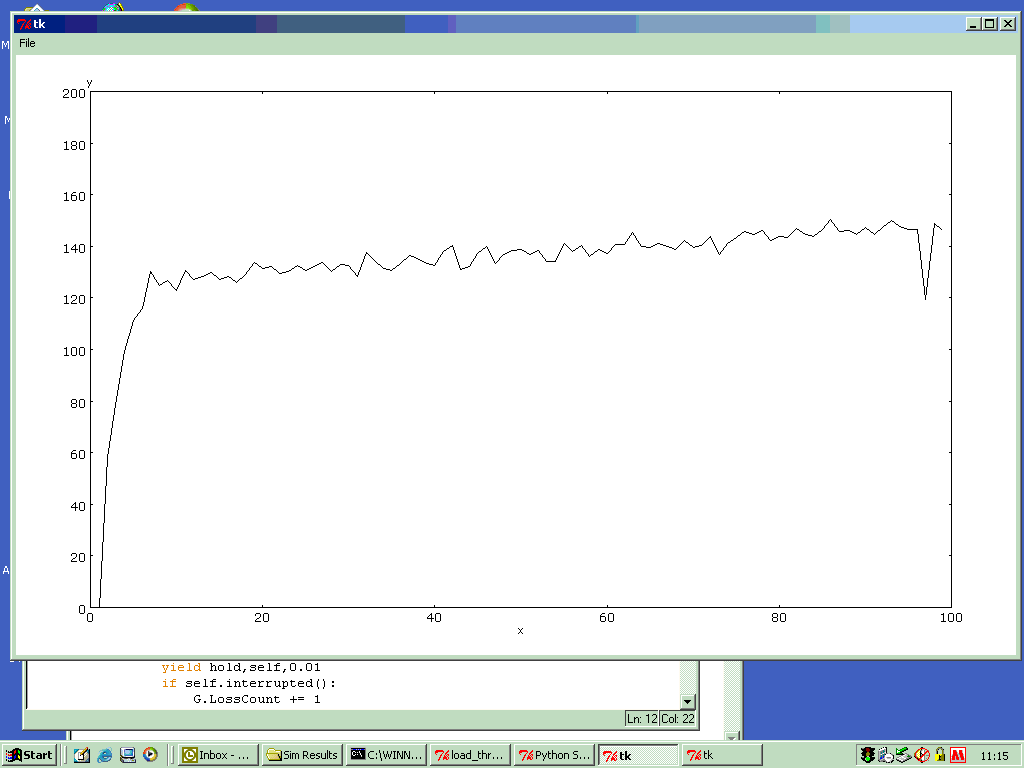 tk
File
y
200
180
160
140
120
100
80
60
40
20
0
0 20 40 60 80 100
x
M
M
A
yield hold,self,0.01
if self.interrupted():
G.LossCount += 1
Ln: 12 Col: 22
Start Inbox - ... Sim Results C:\WINN... load_thr... Python S... tk tk 11:15